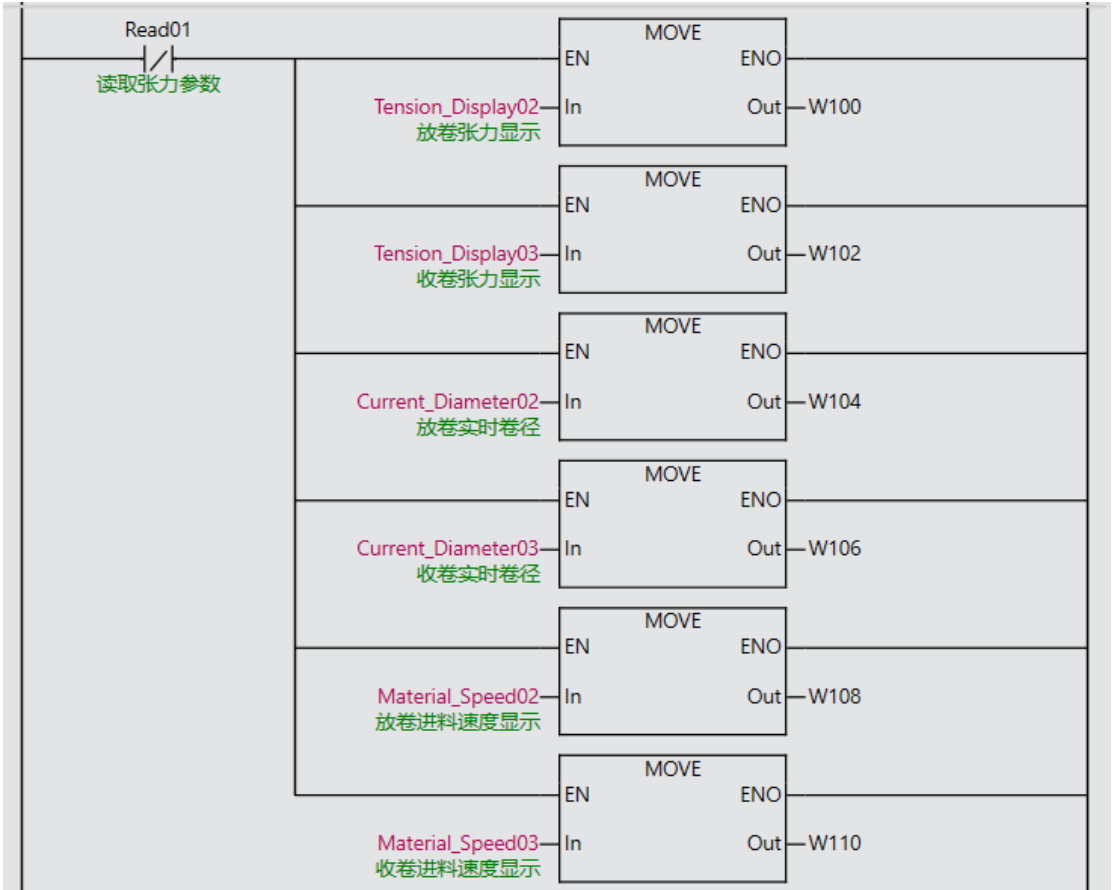 Read01
读取张力参数
MOVE
EN ENO
Tension_Display02 In Out W100
放卷张力显示
MOVE
EN ENO
Tension_Display03 In Out W102
收卷张力显示
MOVE
EN ENO
Current_Diameter02 In Out W104
放卷实时卷径
MOVE
EN ENO
Current_Diameter03 In Out W106
收卷实时卷径
MOVE
EN ENO
Material_Speed02 In Out W108
放卷进料速度显示
MOVE
EN ENO
Material_Speed03 In Out W110
收卷进料速度显示